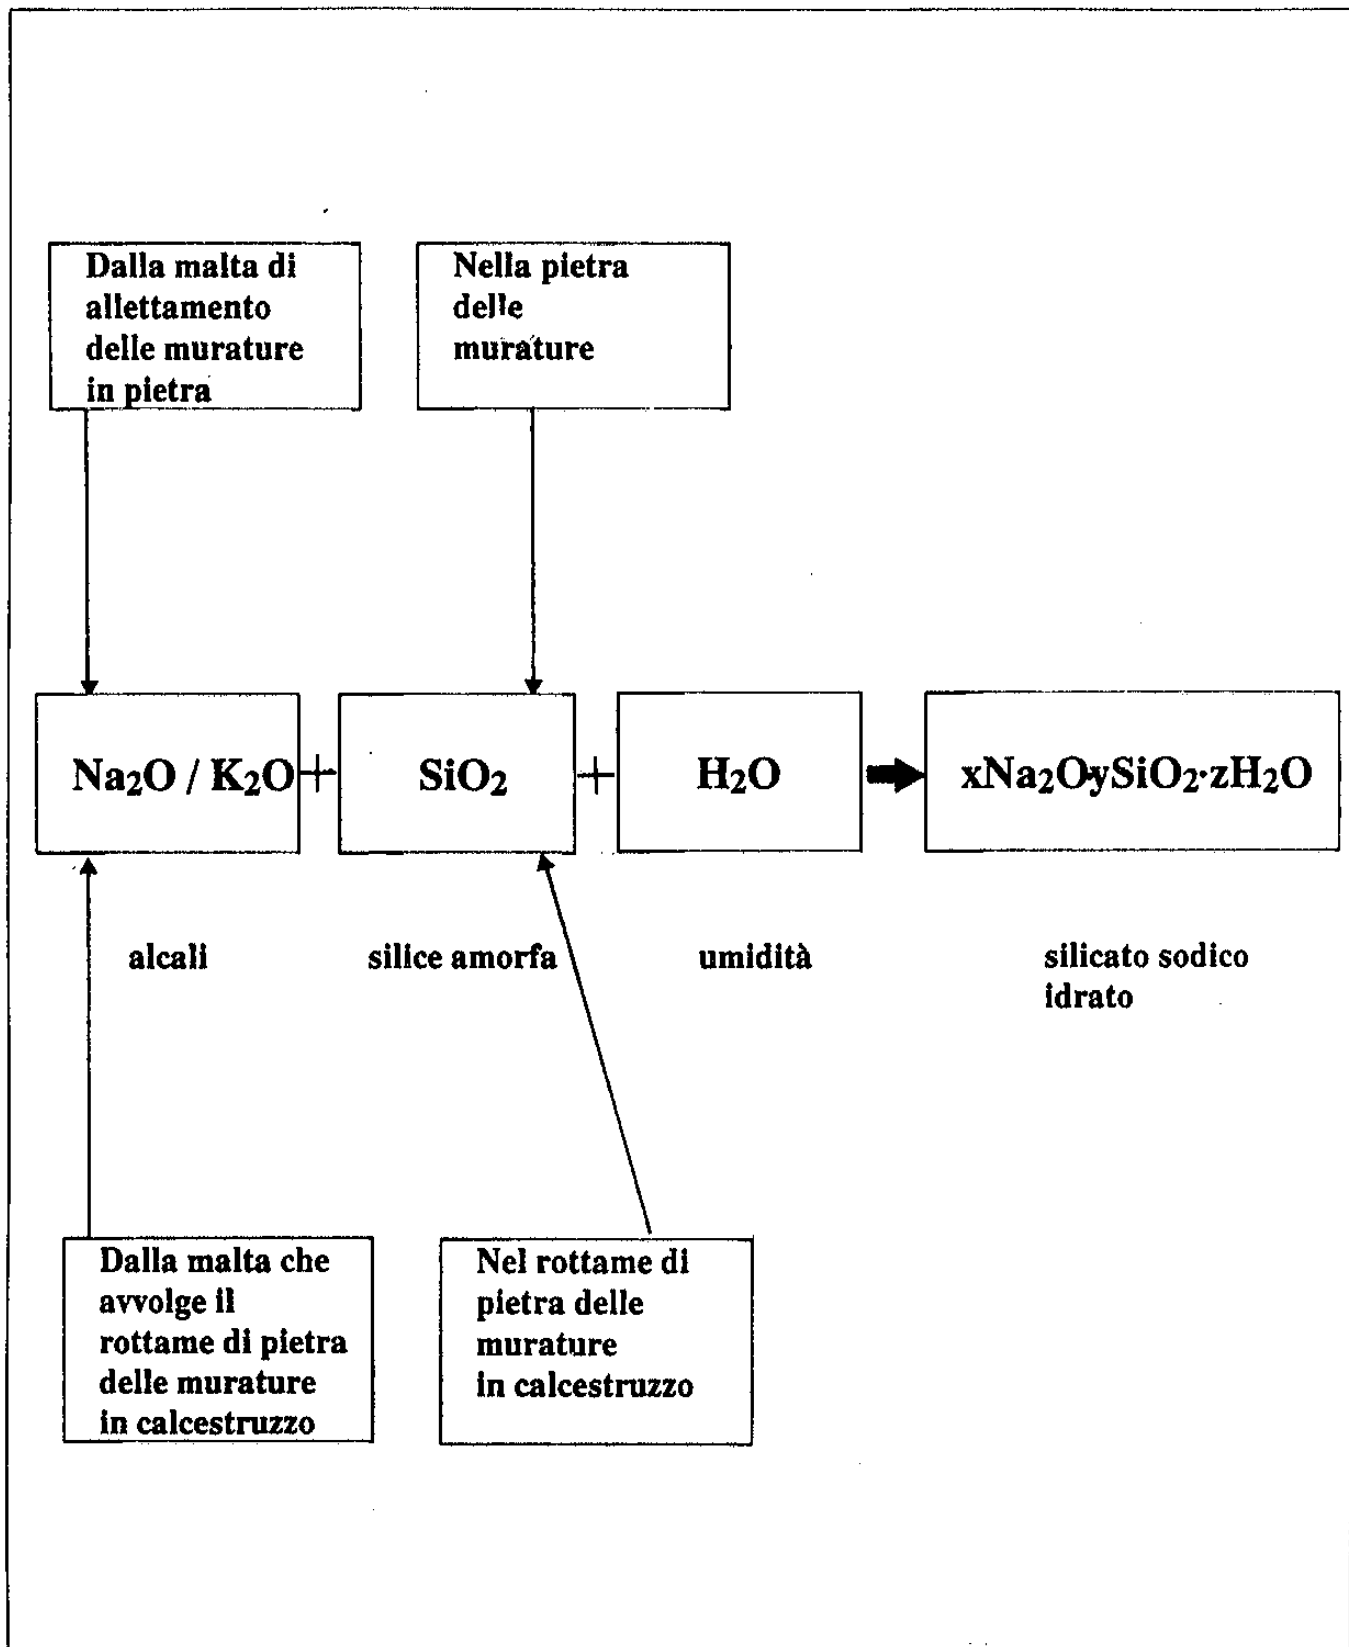 Dalla malta di
allettamento
delle murature
in pietra
Nella pietra
delle
murature
Na₂O / K₂O + SiO₂ + H₂O ➡ xNa₂O·ySiO₂·zH₂O
alcali
silice amorfa
umidità
silicato sodico
idrato
Dalla malta che
avvolge il
rottame di pietra
delle murature
in calcestruzzo
Nel rottame di
pietra delle
murature
in calcestruzzo